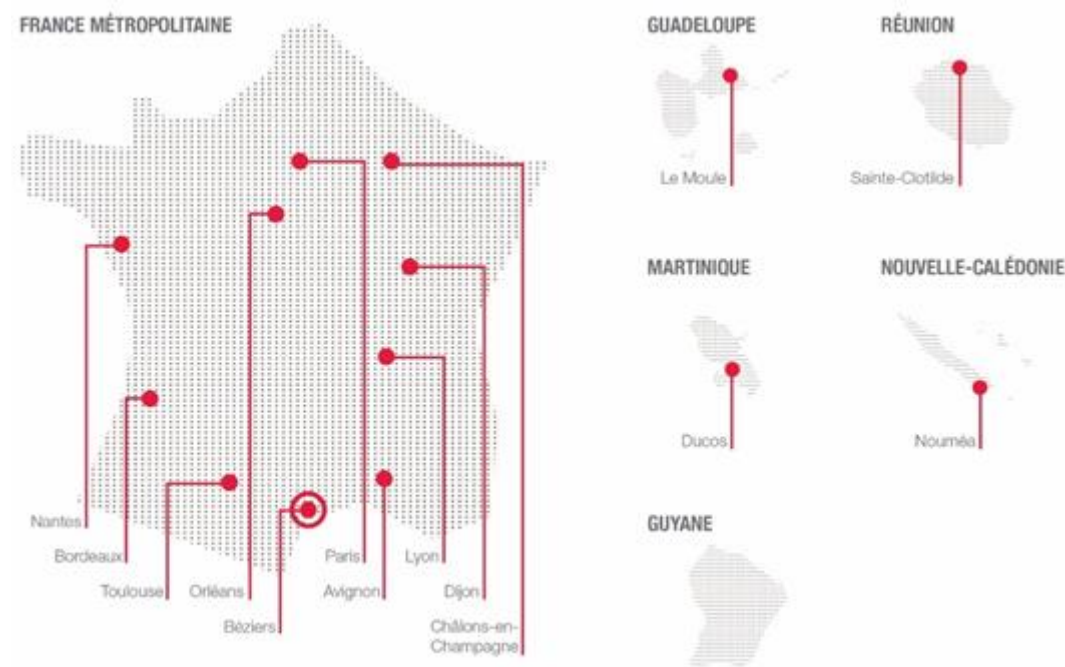 FRANCE MÉTROPOLITAINE
GUADELOUPE
RÉUNION
Le Moule
Sainte-Clotilde
MARTINIQUE
NOUVELLE-CALÉDONIE
Ducos
Nouméa
GUYANE
Nantes
Bordeaux
Paris
Lyon
Toulouse
Orléans
Avignon
Dijon
Béziers
Châlons-en-
Champagne